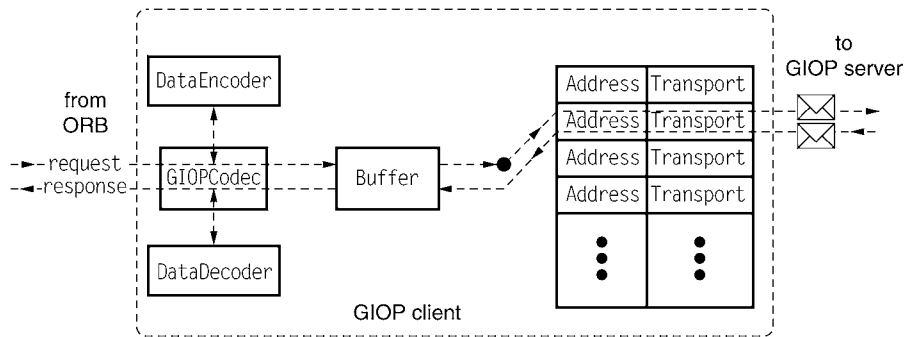 from
ORB
request
response
DataEncoder
GIOPCodec
DataDecoder
Buffer
Address Transport
Address Transport
Address Transport
Address Transport
to
GIOP server
GIOP client